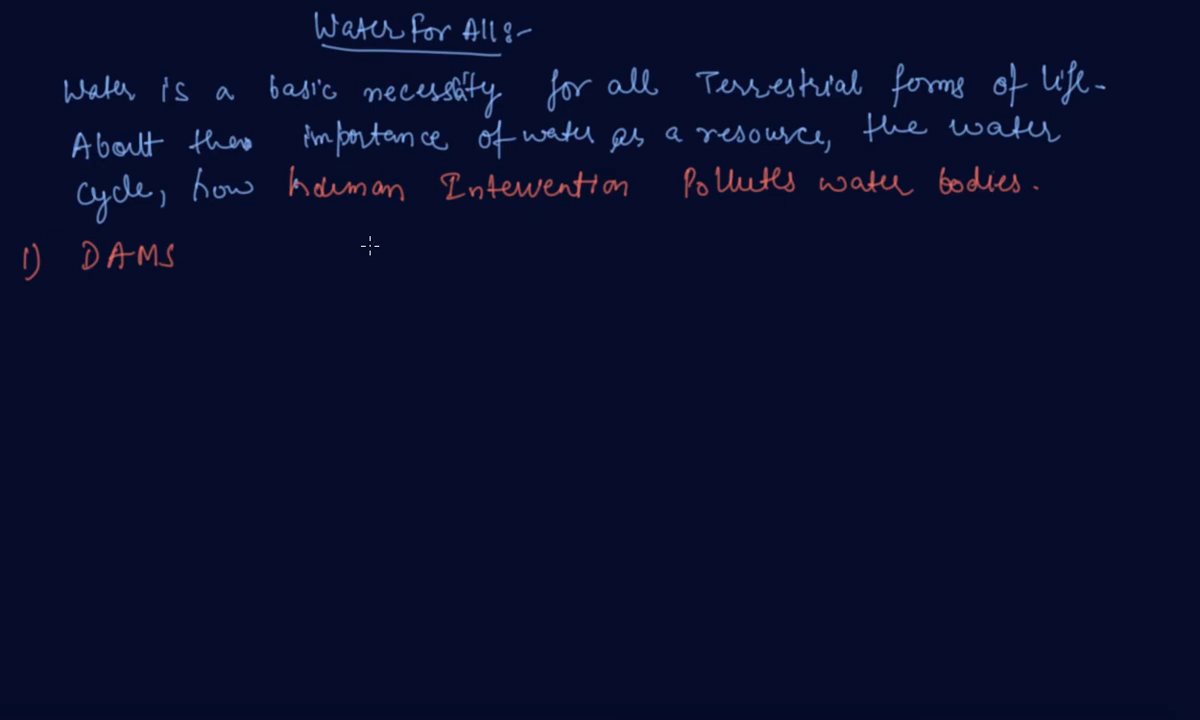 Water For All :-
Water is a basic necessity for all Terrestrial forms of life.
About the importance of water as a resource, the water
cycle, how human Intervention Pollutes water bodies.
1) DAMS